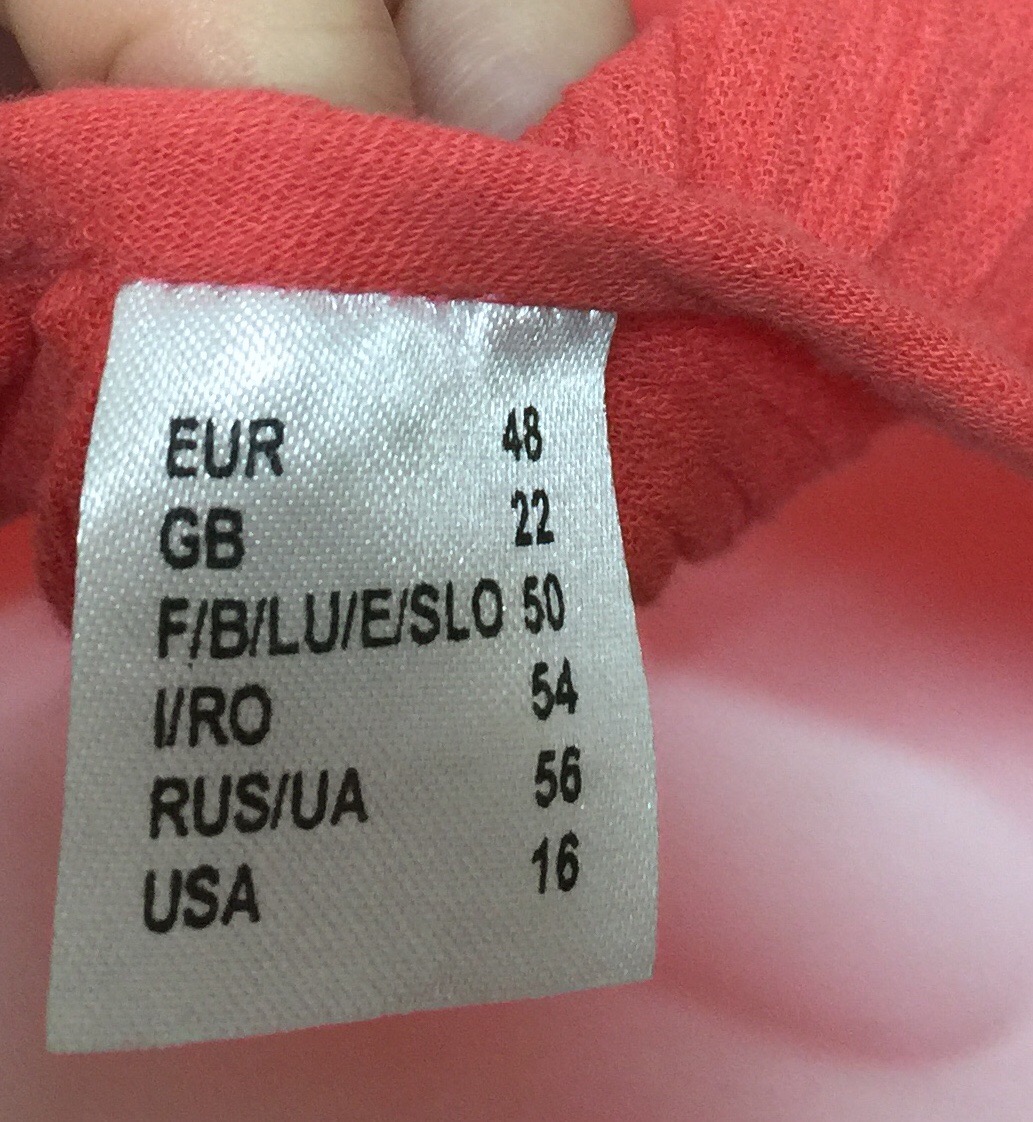 EUR 48
GB 22
F/B/LU/E/SLO 50
I/RO 54
RUS/UA 56
USA 16